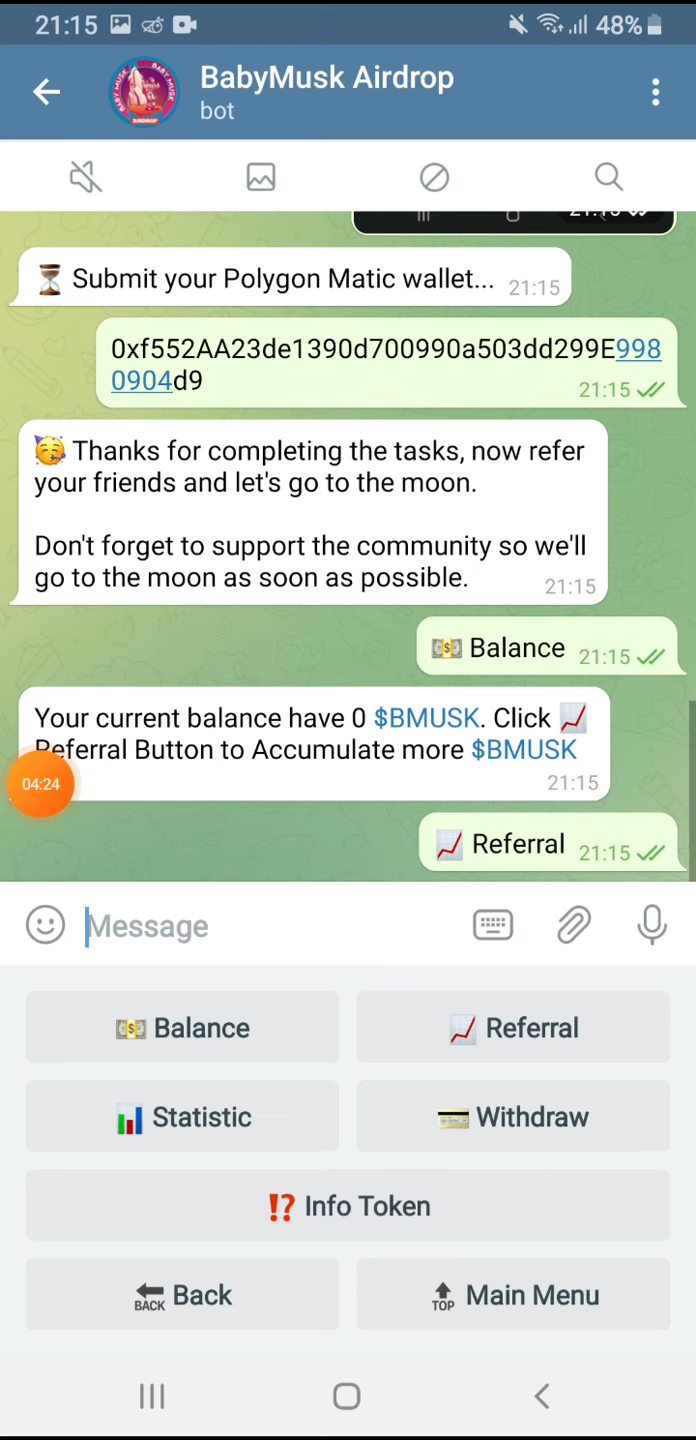 21:15
48%
BabyMusk Airdrop
bot
21:15
Submit your Polygon Matic wallet...
21:15
0xf552AA23de1390d700990a503dd299E998
0904d9
21:15
Thanks for completing the tasks, now refer
your friends and let's go to the moon.
Don't forget to support the community so we'll
go to the moon as soon as possible.
21:15
Balance
21:15
Your current balance have 0 $BMUSK. Click
Referral Button to Accumulate more $BMUSK
21:15
04:24
Referral
21:15
Message
Balance
Referral
Statistic
Withdraw
Info Token
BACK Back
TOP Main Menu